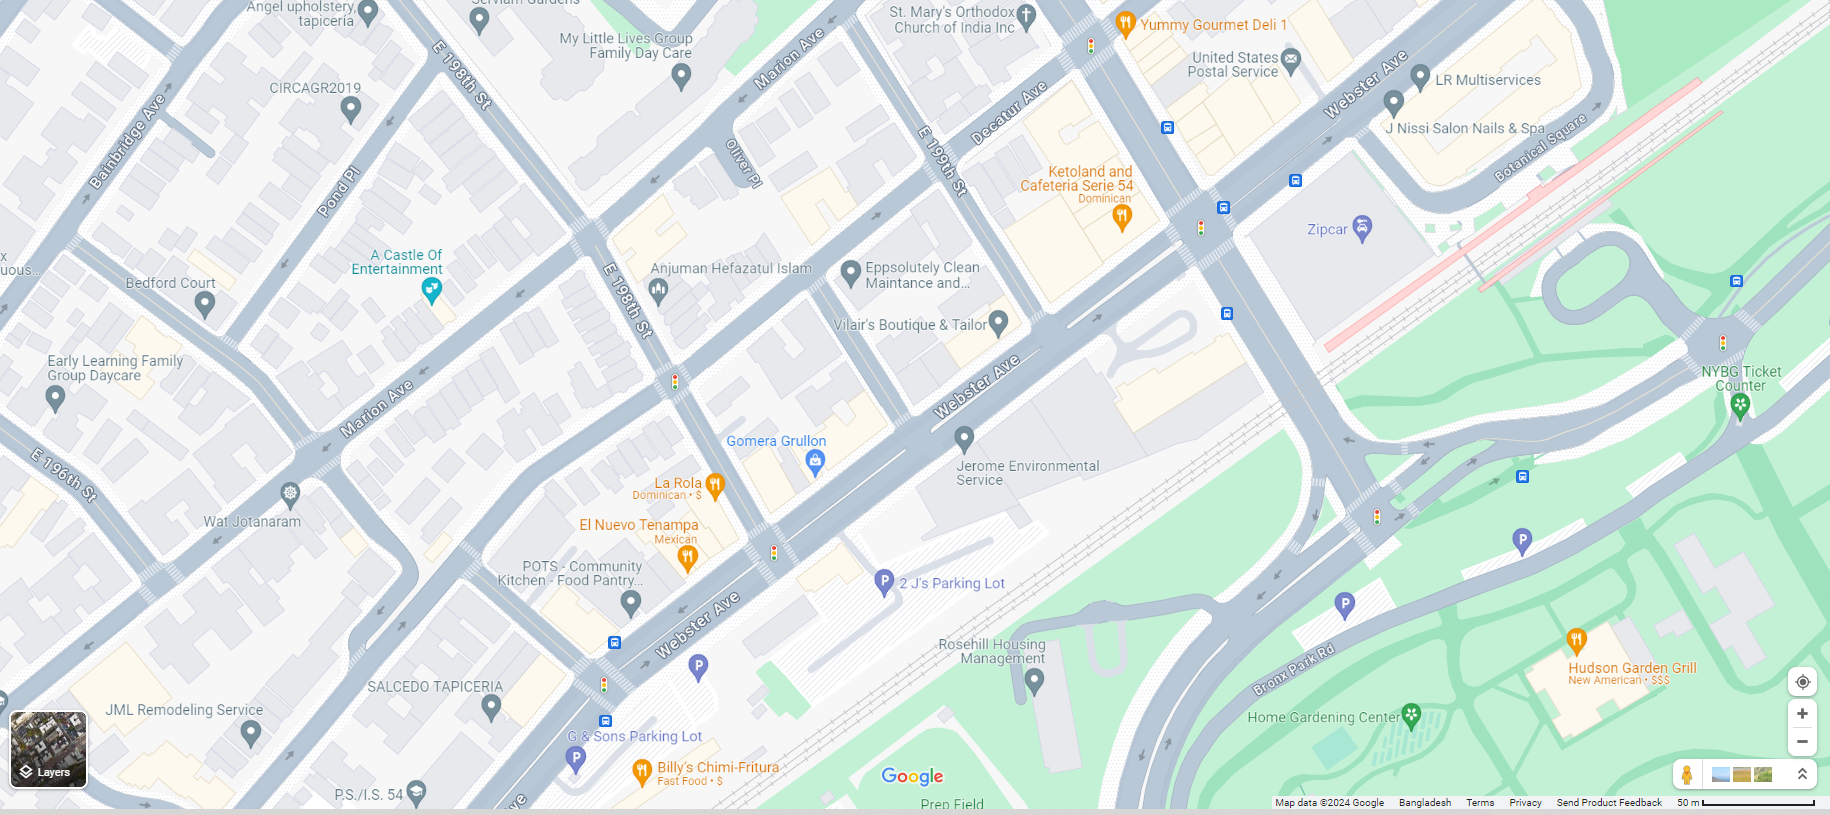 Angel upholstery,
tapiceria
Serviam Gardens
St. Mary's Orthodox
Church of India Inc
Yummy Gourmet Deli 1
My Little Lives Group
Family Day Care
E 198th St
Marion Ave
United States
Postal Service
Webster Ave
LR Multiservices
CIRCAGR2019
Bainbridge Ave
Decatur Ave
J Nissi Salon Nails & Spa
Botanical Square
Pond Pl
Oliver Pl
E 199th St
Ketoland and
Cafeteria Serie 54
Dominican
Zipcar
x
uous...
A Castle Of
Entertainment
Bedford Court
E 198th St
Anjuman Hefazatul Islam
Eppsolutely Clean
Maintance and...
Vilair's Boutique & Tailor
Early Learning Family
Group Daycare
Marion Ave
Webster Ave
NYBG Ticket
Counter
Gomera Grullon
E 196th St
Jerome Environmental
Service
La Rola
Dominican • $
Wat Jotanaram
El Nuevo Tenampa
Mexican
POTS - Community
Kitchen - Food Pantry...
P
2 J's Parking Lot
P
P
Webster Ave
Rosehill Housing
Management
P
Bronx Park Rd
Hudson Garden Grill
New American • $$$
SALCEDO TAPICERIA
JML Remodeling Service
Home Gardening Center
G & Sons Parking Lot
P
Billy's Chimi-Fritura
Fast Food • $
Layers
P.S./I.S. 54
ve
Google
Prep Field
Map data ©2024 Google Bangladesh Terms Privacy Send Product Feedback 50 m